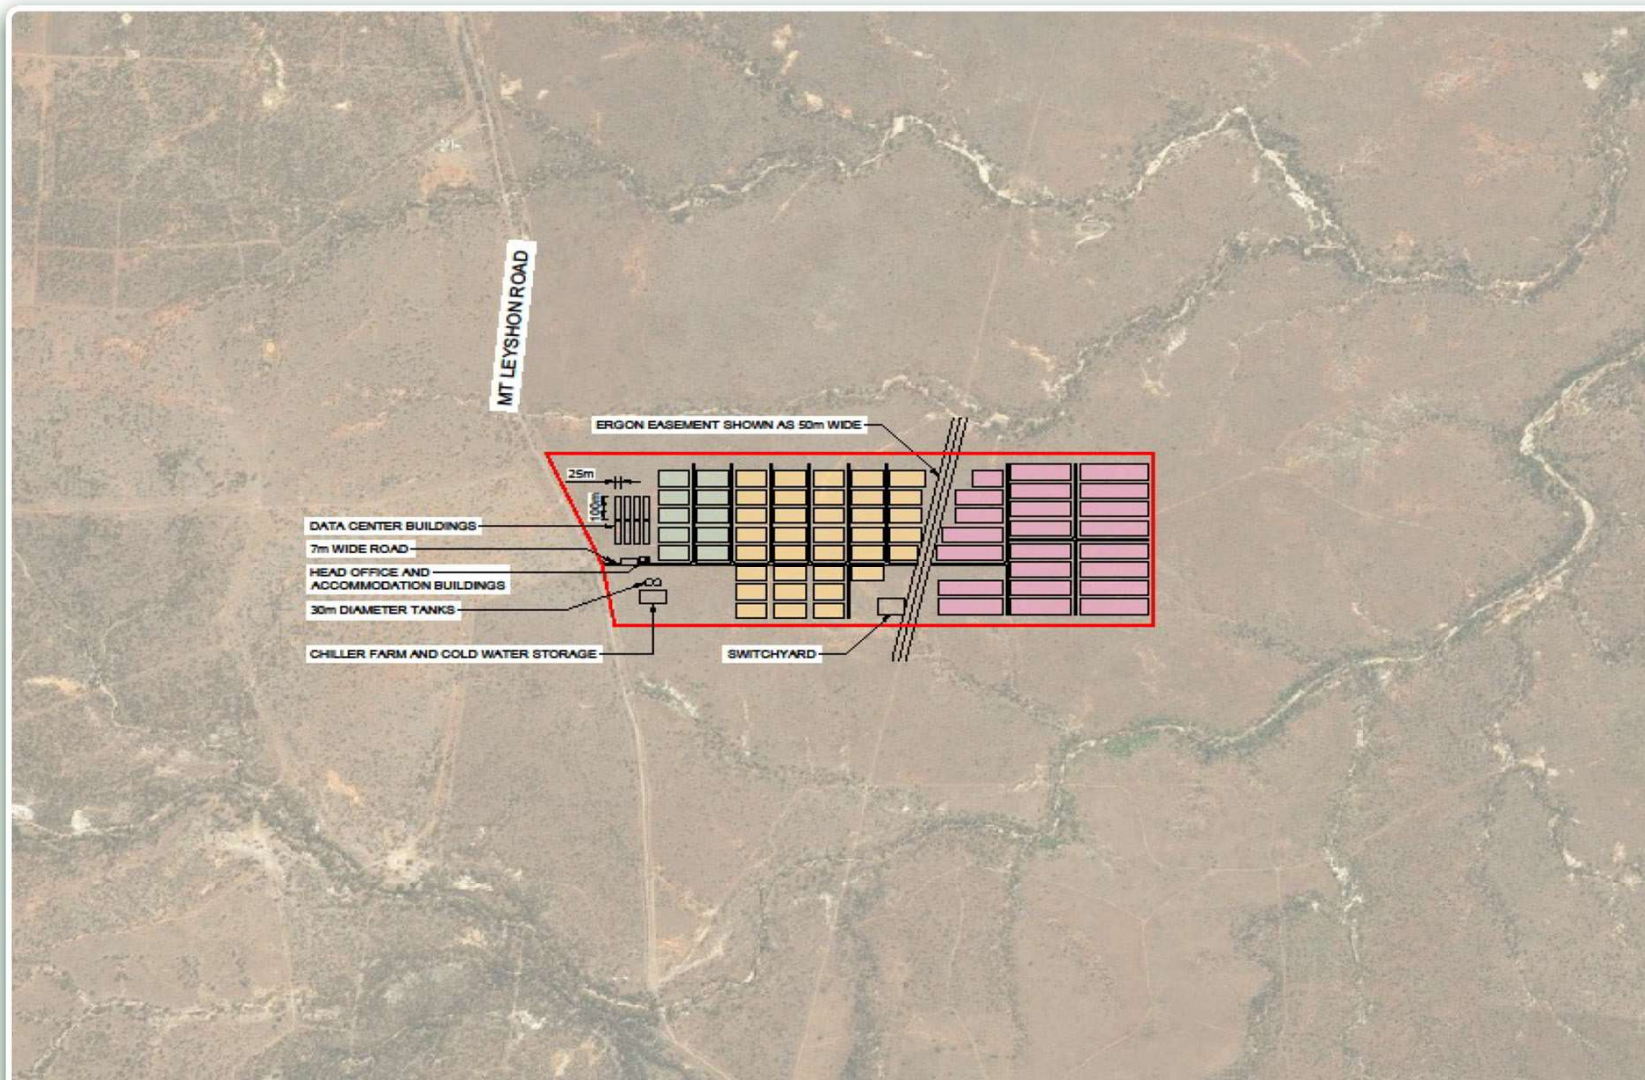 MT LEYSHON ROAD
ERGON EASEMENT SHOWN AS 50m WIDE
25m
100m
DATA CENTER BUILDINGS
7m WIDE ROAD
HEAD OFFICE AND
ACCOMMODATION BUILDINGS
30m DIAMETER TANKS
CHILLER FARM AND COLD WATER STORAGE
SWITCHYARD